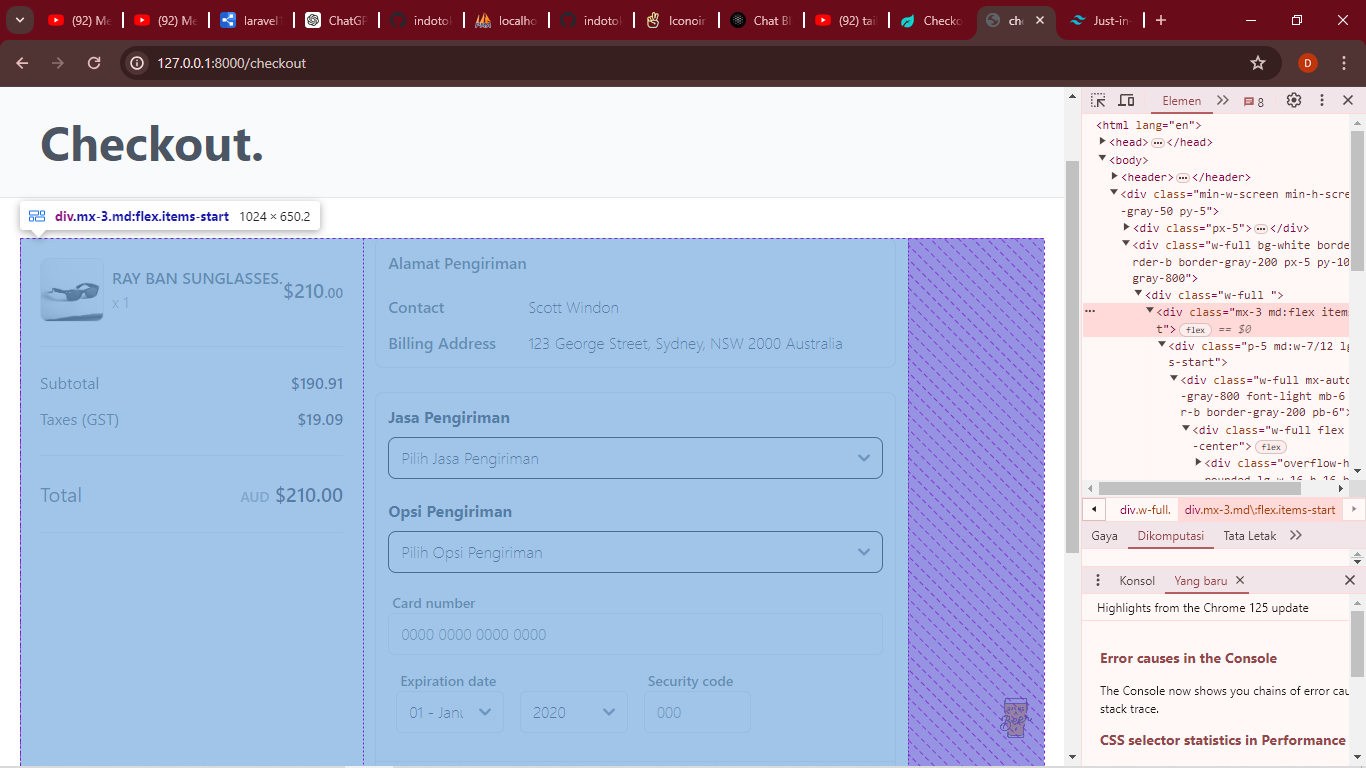 (92) Me
(92) Me
laravel1
ChatGP
indotok
localho
indotok
Iconoir
Chat Bl
(92) tail
Checko
che
Just-in-
127.0.0.1:8000/checkout
D
Checkout.
div.mx-3.md:flex.items-start 1024 × 650.2
RAY BAN SUNGLASSES.
x 1
$210.00
Subtotal $190.91
Taxes (GST) $19.09
Total AUD $210.00
Alamat Pengiriman
Contact Scott Windon
Billing Address 123 George Street, Sydney, NSW 2000 Australia
Jasa Pengiriman
Pilih Jasa Pengiriman
Opsi Pengiriman
Pilih Opsi Pengiriman
Card number
0000 0000 0000 0000
Expiration date Security code
01 - Janu 2020 000
Elemen 8
<html lang="en">
<head> </head>
<body>
<header> </header>
<div class="min-w-screen min-h-scre
-gray-50 py-5">
<div class="px-5"> </div>
<div class="w-full bg-white borde
rder-b border-gray-200 px-5 py-10
gray-800">
<div class="w-full ">
<div class="mx-3 md:flex item
t"> flex == $0
<div class="p-5 md:w-7/12 lg
s-start">
<div class="w-full mx-auto
-gray-800 font-light mb-6
r-b border-gray-200 pb-6">
<div class="w-full flex
-center"> flex
<div class="overflow-h
rounded-lg w-16 h-16 b
div.w-full. div.mx-3.md\:flex.items-start
Gaya Dikomputasi Tata Letak
Konsol Yang baru
Highlights from the Chrome 125 update
Error causes in the Console
The Console now shows you chains of error cau
stack trace.
CSS selector statistics in Performance